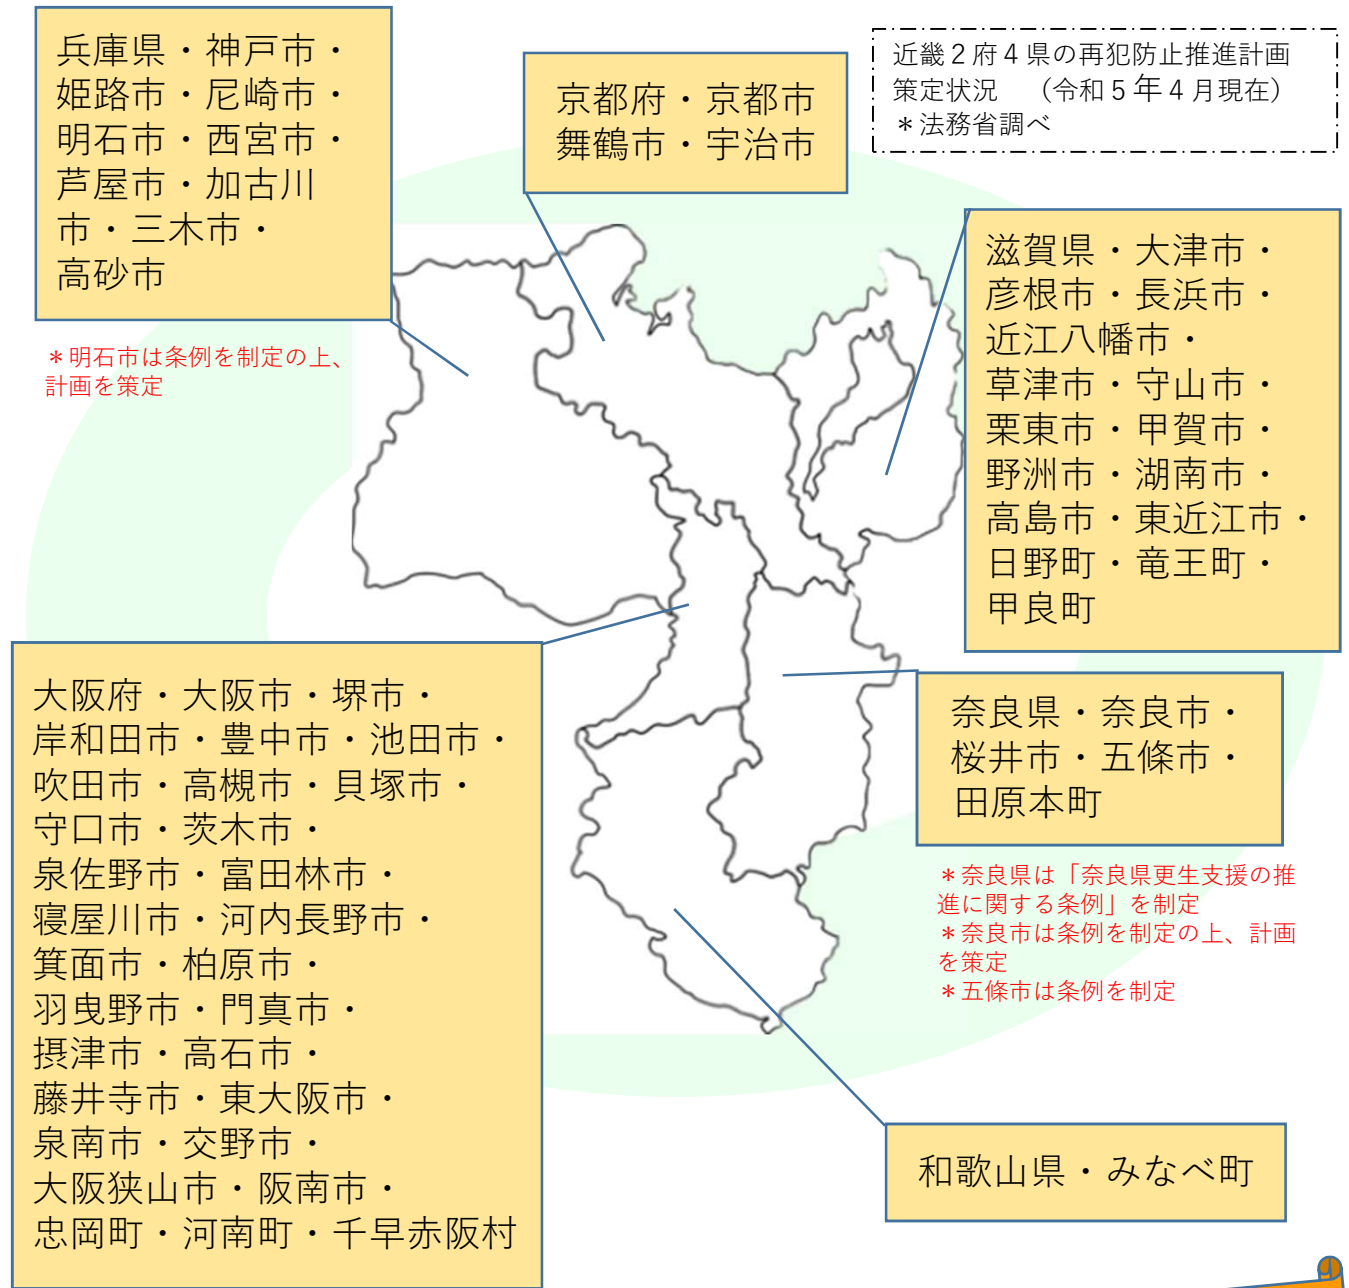 兵庫県・神戸市・
姫路市・尼崎市・
明石市・西宮市・
芦屋市・加古川
市・三木市・
高砂市
＊明石市は条例を制定の上、
計画を策定
京都府・京都市
舞鶴市・宇治市
近畿２府４県の再犯防止推進計画
策定状況　（令和５年４月現在）
＊法務省調べ
滋賀県・大津市・
彦根市・長浜市・
近江八幡市・
草津市・守山市・
栗東市・甲賀市・
野洲市・湖南市・
高島市・東近江市・
日野町・竜王町・
甲良町
大阪府・大阪市・堺市・
岸和田市・豊中市・池田市・
吹田市・高槻市・貝塚市・
守口市・茨木市・
泉佐野市・富田林市・
寝屋川市・河内長野市・
箕面市・柏原市・
羽曳野市・門真市・
摂津市・高石市・
藤井寺市・東大阪市・
泉南市・交野市・
大阪狭山市・阪南市・
忠岡町・河南町・千早赤阪村
奈良県・奈良市・
桜井市・五條市・
田原本町
＊奈良県は「奈良県更生支援の推
進に関する条例」を制定
＊奈良市は条例を制定の上、計画
を策定
＊五條市は条例を制定
和歌山県・みなべ町